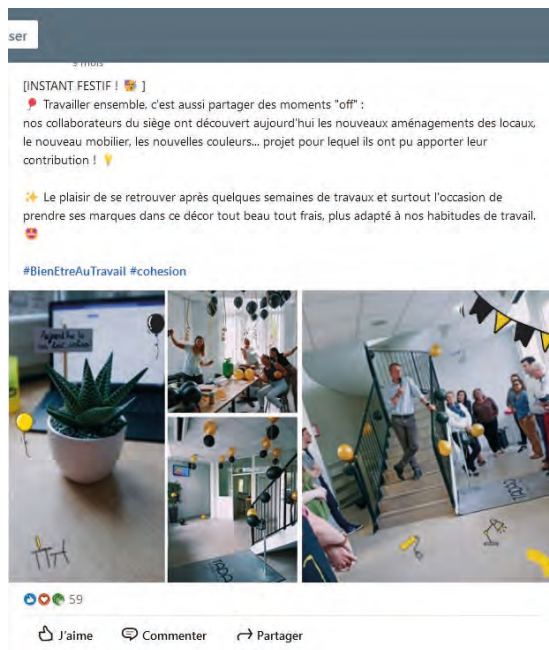 ser
9 mois
[INSTANT FESTIF ! 🎊 ]
🎈 Travailler ensemble, c'est aussi partager des moments "off" :
nos collaborateurs du siège ont découvert aujourd'hui les nouveaux aménagements des locaux,
le nouveau mobilier, les nouvelles couleurs... projet pour lequel ils ont pu apporter leur
contribution ! 💡
✨ Le plaisir de se retrouver après quelques semaines de travaux et surtout l'occasion de
prendre ses marques dans ce décor tout beau tout frais, plus adapté à nos habitudes de travail.
🤩
#BienEtreAuTravail #cohesion
59
J'aime
Commenter
Partager